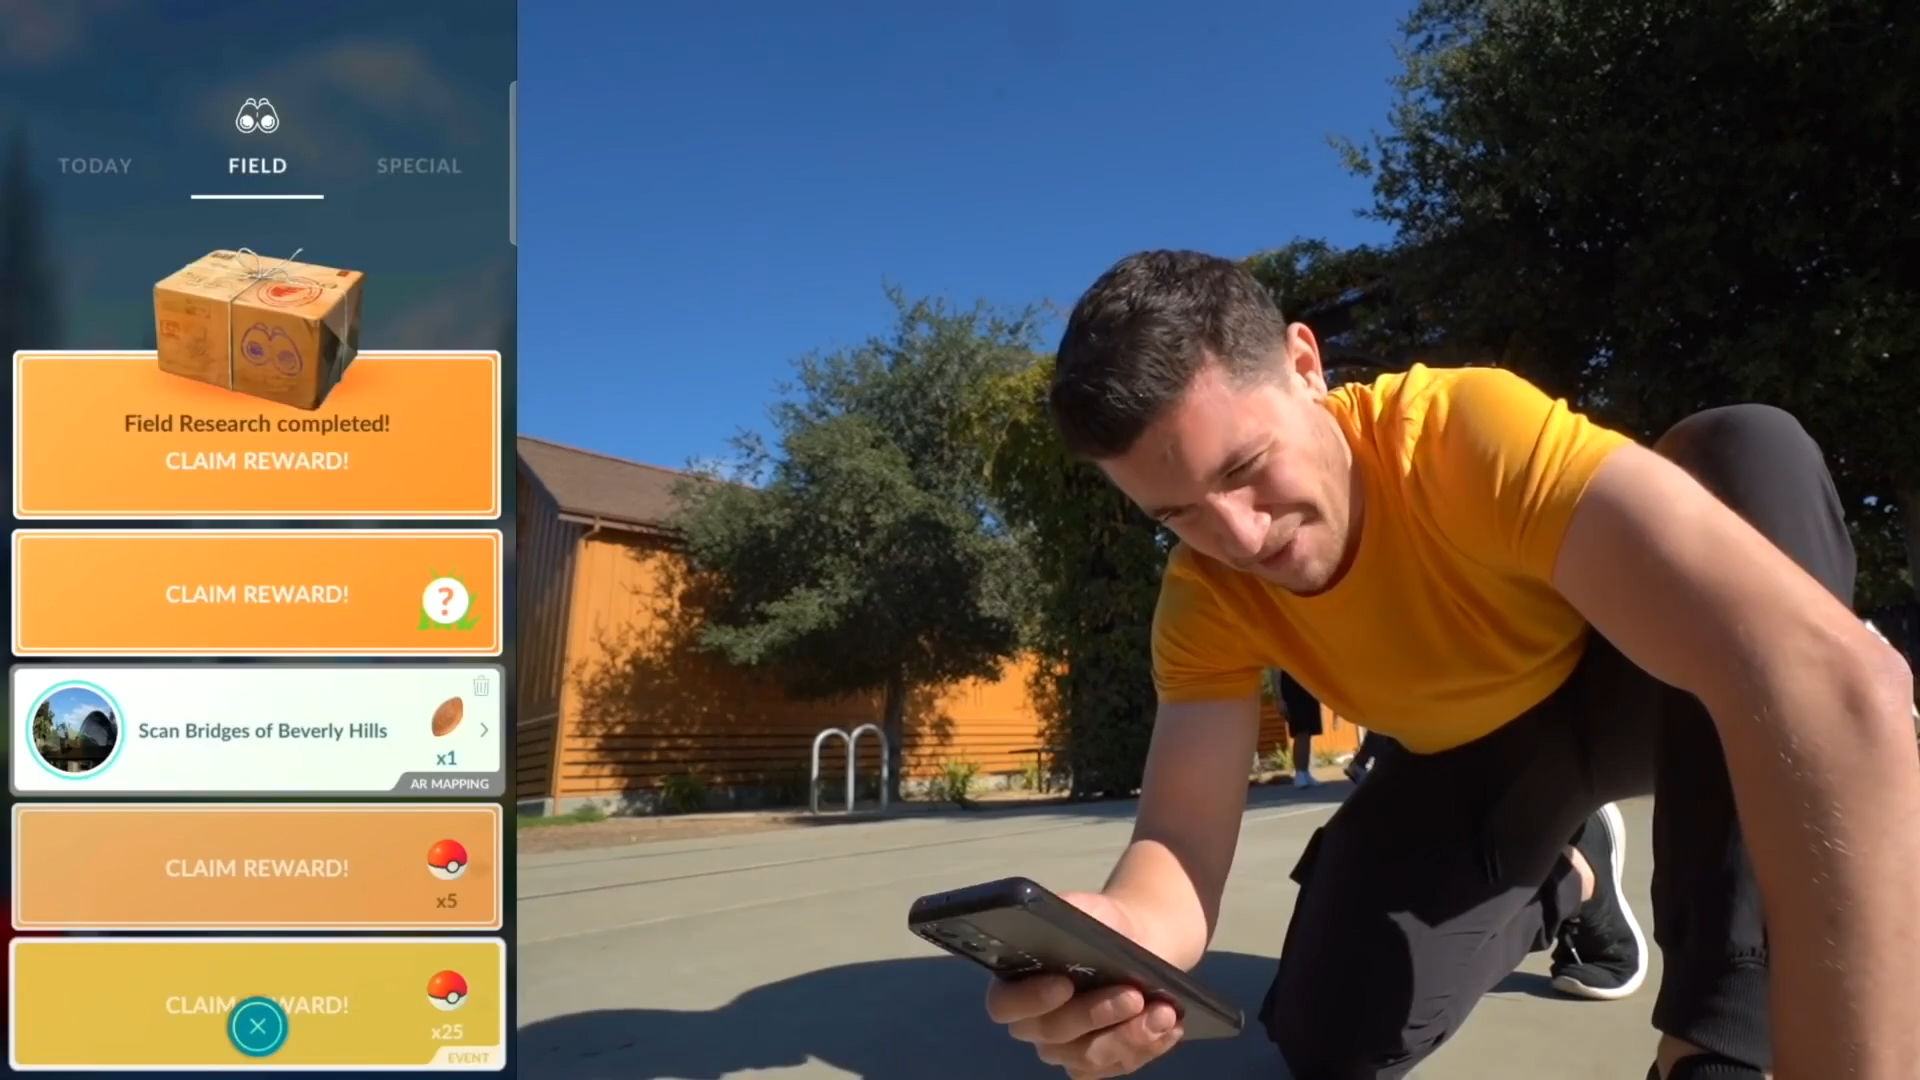 TODAY
FIELD
SPECIAL
Field Research completed!
CLAIM REWARD!
CLAIM REWARD!
?
Scan Bridges of Beverly Hills
x1
AR MAPPING
CLAIM REWARD!
x5
x25
EVENT